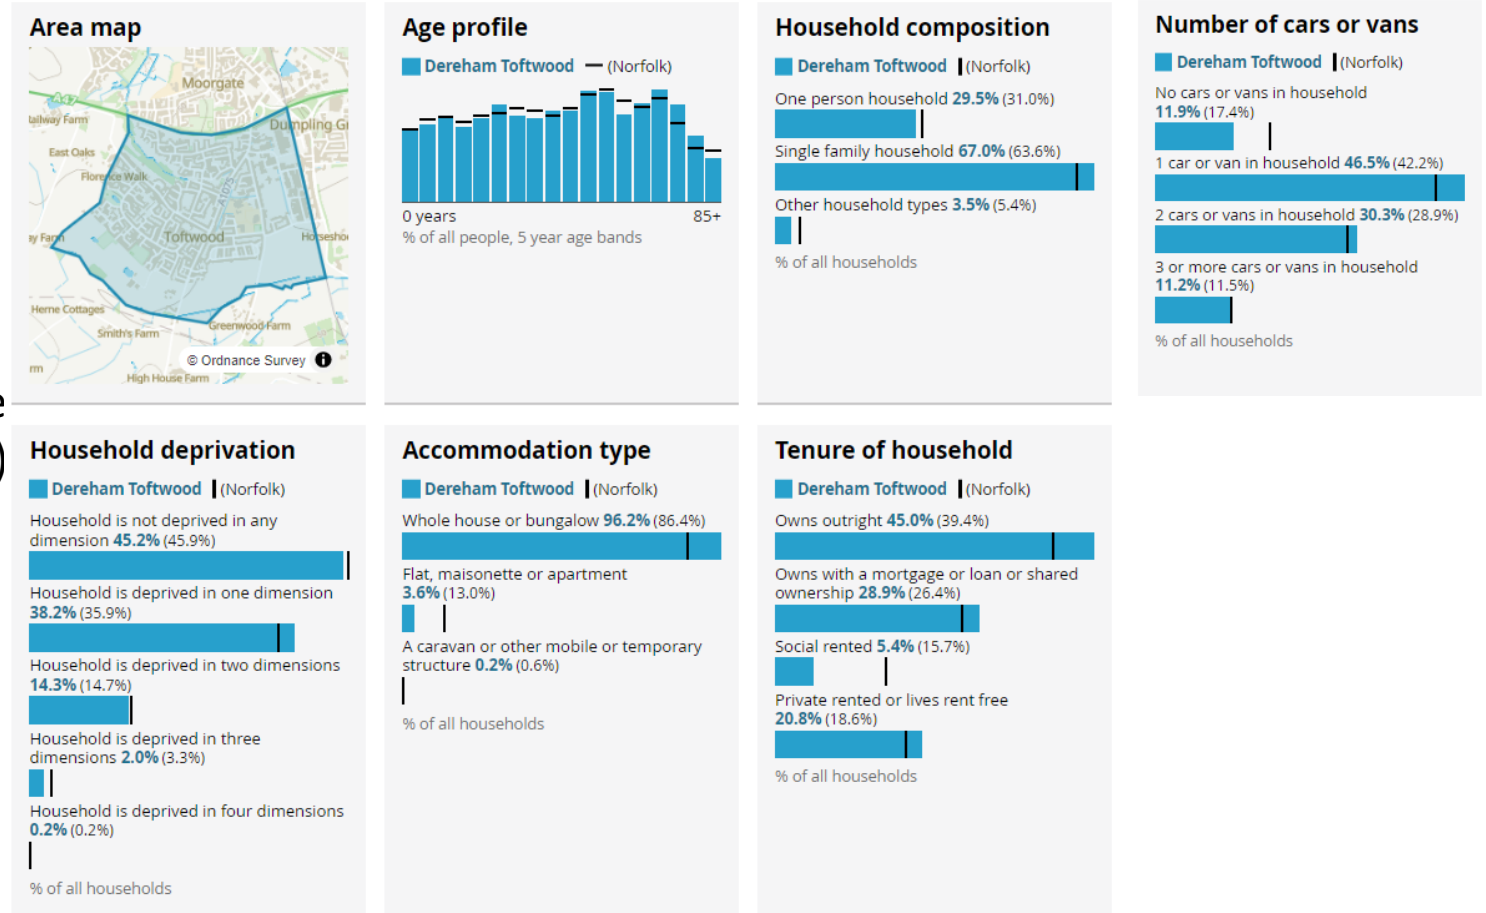 Area map
Moorgate
A47
Railway Farm
Dumpling Gr
East Oaks
Florence Walk
A1075
Toftwood
ay Farm
Horseshoe
Herne Cottages
Greenwood Farm
Smith's Farm
© Ordnance Survey
rm
High House Farm
Age profile
Dereham Toftwood (Norfolk)
0 years 85+
% of all people, 5 year age bands
Household composition
Dereham Toftwood (Norfolk)
One person household 29.5% (31.0%)
Single family household 67.0% (63.6%)
Other household types 3.5% (5.4%)
% of all households
Number of cars or vans
Dereham Toftwood (Norfolk)
No cars or vans in household
11.9% (17.4%)
1 car or van in household 46.5% (42.2%)
2 cars or vans in household 30.3% (28.9%)
3 or more cars or vans in household
11.2% (11.5%)
% of all households
e
)
Household deprivation
Dereham Toftwood (Norfolk)
Household is not deprived in any
dimension 45.2% (45.9%)
Household is deprived in one dimension
38.2% (35.9%)
Household is deprived in two dimensions
14.3% (14.7%)
Household is deprived in three
dimensions 2.0% (3.3%)
Household is deprived in four dimensions
0.2% (0.2%)
% of all households
Accommodation type
Dereham Toftwood (Norfolk)
Whole house or bungalow 96.2% (86.4%)
Flat, maisonette or apartment
3.6% (13.0%)
A caravan or other mobile or temporary
structure 0.2% (0.6%)
% of all households
Tenure of household
Dereham Toftwood (Norfolk)
Owns outright 45.0% (39.4%)
Owns with a mortgage or loan or shared
ownership 28.9% (26.4%)
Social rented 5.4% (15.7%)
Private rented or lives rent free
20.8% (18.6%)
% of all households